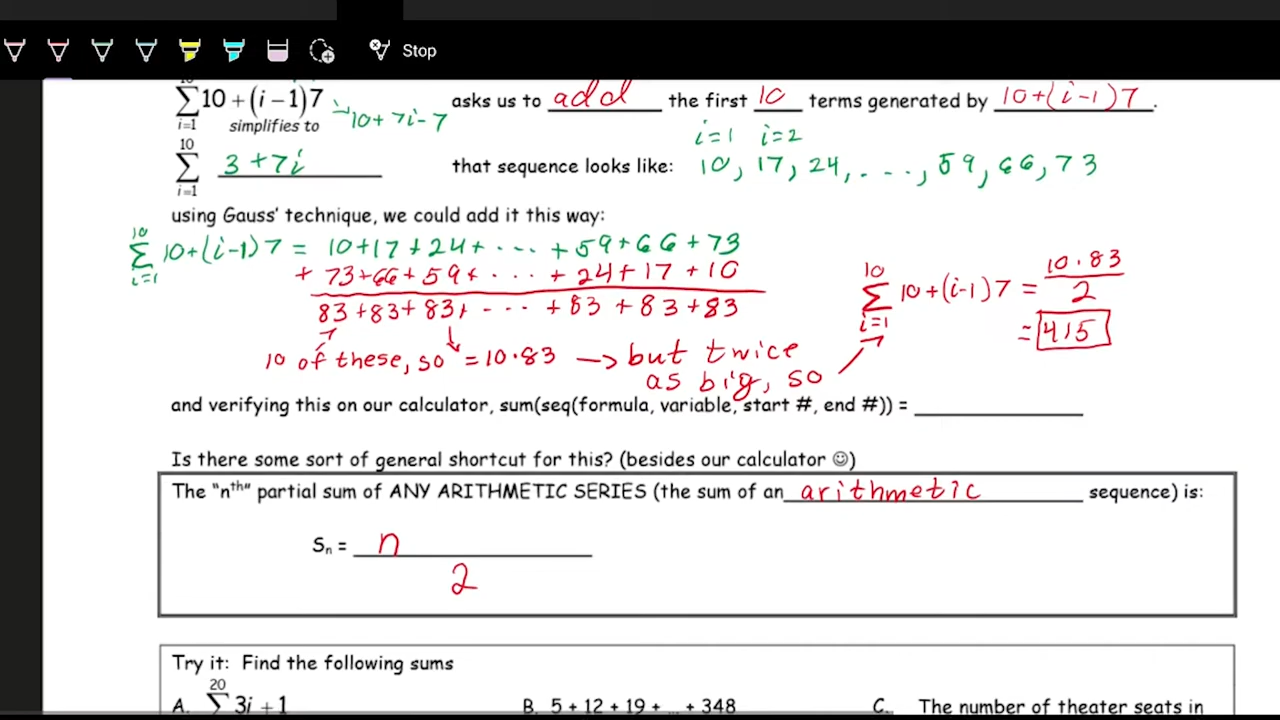 Stop
10
∑ 10 + (i – 1)7 → 10 + 7i - 7 asks us to add the first 10 terms generated by 10+(i-1)7.
i=1 simplifies to i=1 i=2
10
∑ 3 + 7i that sequence looks like: 10, 17, 24, ..., 59, 66, 73
i=1
using Gauss' technique, we could add it this way:
10
∑ 10+(i-1)7 = 10+17+24+ ... +59+66+73
i=1
+ 73+66+59+ ... +24+17+10
83+83+83+ ... +83+83+83
10
∑ 10+(i-1)7 = 10·83
i=1 2
= 415
10 of these, so = 10·83 → but twice
as big, so
and verifying this on our calculator, sum(seq(formula, variable, start #, end #)) = ____
Is there some sort of general shortcut for this? (besides our calculator ☺)
The "nth" partial sum of ANY ARITHMETIC SERIES (the sum of an arithmetic sequence) is:
Sn = n
2
Try it: Find the following sums
20
A. ∑ 3i + 1 B. 5 + 12 + 19 + ... + 348 C. The number of theater seats in